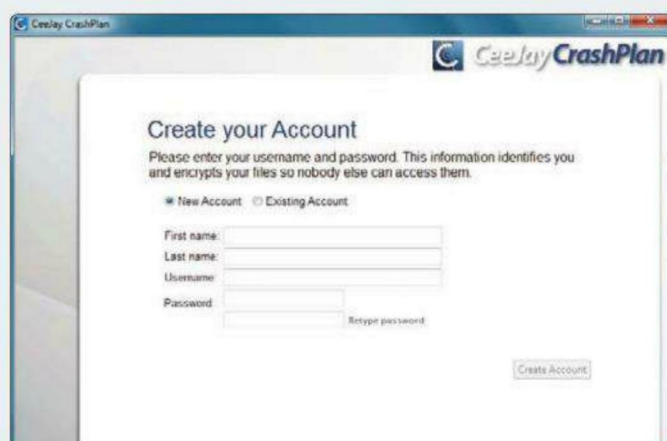 CeeJay CrashPlan
CeeJay CrashPlan
Create your Account
Please enter your username and password. This information identifies you
and encrypts your files so nobody else can access them.
New Account Existing Account
First name:
Last name:
Username
Password
Retype password
Create Account